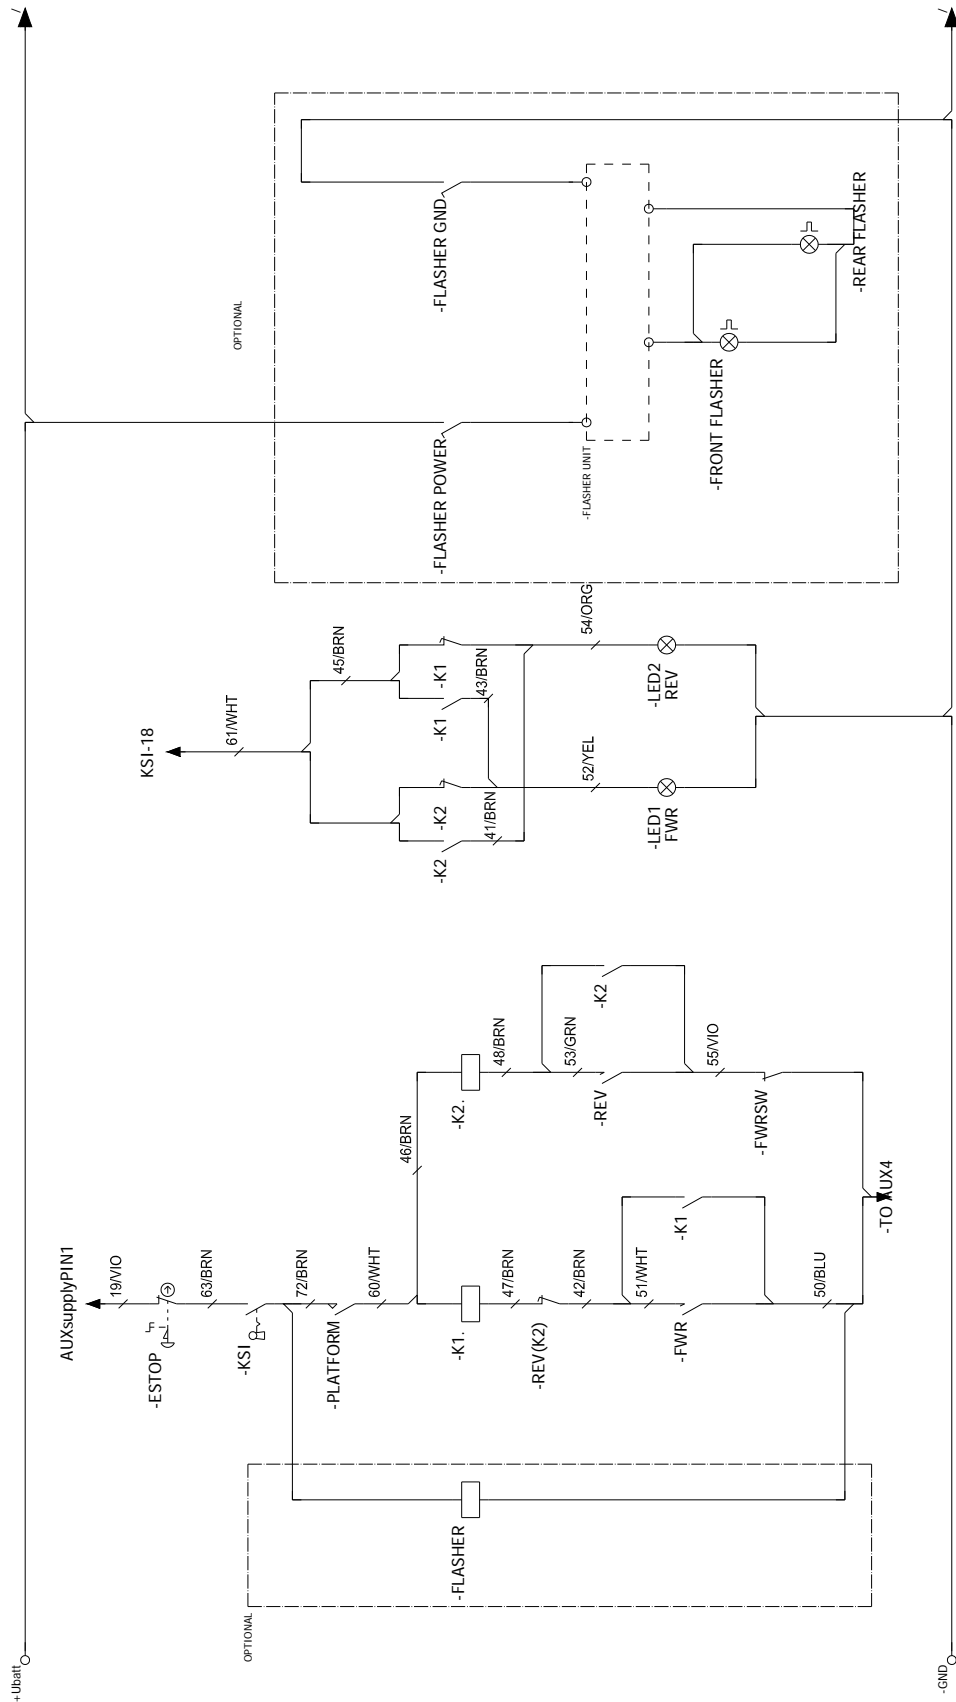 +Ubatt
-GND
OPTIONAL
-FLASHER
AUXsupplyPIN1
19/VIO
-ESTOP
63/BRN
-KSI
72/BRN
-PLATFORM
60/WHT
46/BRN
-K1.
47/BRN
-REV(K2)
42/BRN
51/WHT
-FWR
-K1
50/BLU
-TO AUX4
-K2.
48/BRN
53/GRN
-REV
-K2
55/VIO
-FWRSW
KSI-18
61/WHT
45/BRN
-K2
-K2
-K1
-K1
41/BRN
43/BRN
52/YEL
54/ORG
-LED1
FWR
-LED2
REV
OPTIONAL
-FLASHER POWER
-FLASHER GND
-FLASHER UNIT
-FRONT FLASHER
-REAR FLASHER
/
/